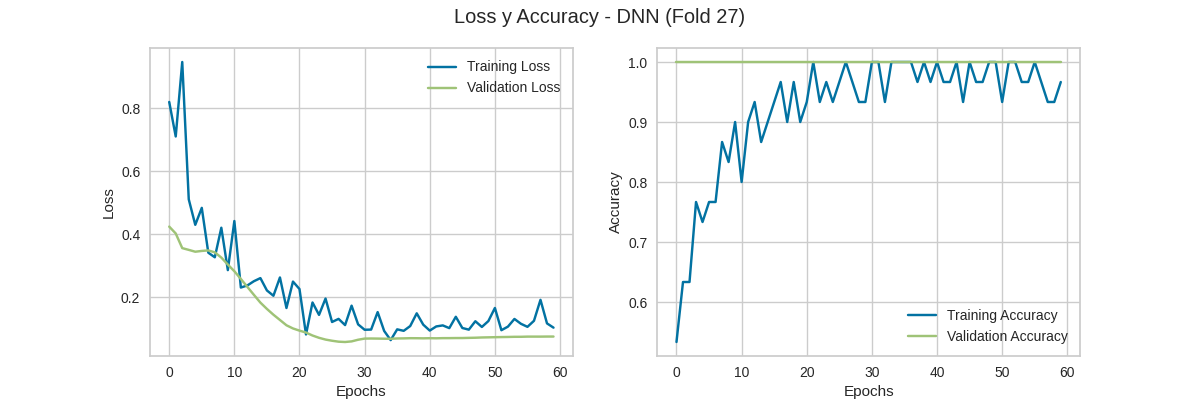 Loss y Accuracy - DNN (Fold 27)
Training Loss
Validation Loss
0.8
0.6
0.4
0.2
Loss
0 10 20 30 40 50 60
Epochs
1.0
0.9
0.8
0.7
0.6
Accuracy
Training Accuracy
Validation Accuracy
0 10 20 30 40 50 60
Epochs